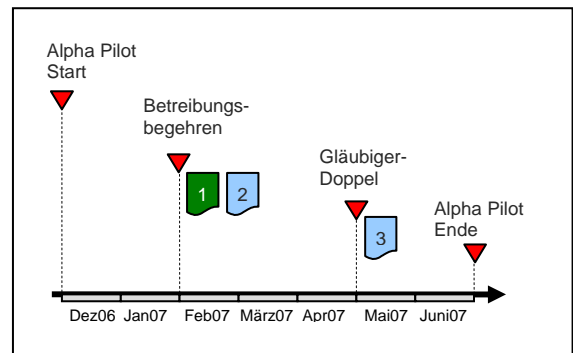 Alpha Pilot
Start
Betreibungs-
begehren
1
2
Gläubiger-
Doppel
3
Alpha Pilot
Ende
Dez06 Jan07 Feb07 März07 Apr07 Mai07 Juni07